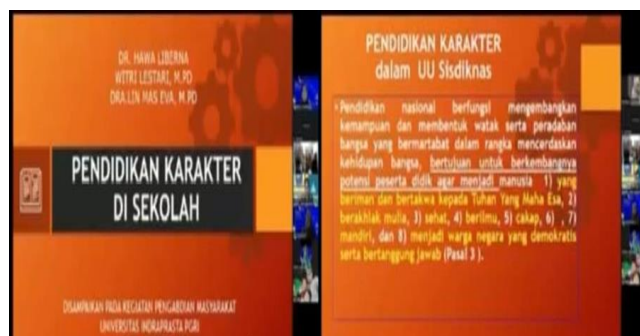 DR. HAWA LIBERNA
WITRI LESTARI, M.PD
DRA.LIN MAS EVA, M.PD
PENDIDIKAN KARAKTER
DI SEKOLAH
DISAMPAIKAN PADA KEGIATAN PENGABDIAN MASYARAKAT
UNIVERSITAS INDRAPRASTA PGRI
PENDIDIKAN KARAKTER
dalam UU Sisdiknas
Pendidikan nasional berfungsi mengembangkan
kemampuan dan membentuk watak serta peradaban
bangsa yang bermartabat dalam rangka mencerdaskan
kehidupan bangsa, bertujuan untuk berkembangnya
potensi peserta didik agar menjadi manusia 1) yang
beriman dan bertakwa kepada Tuhan Yang Maha Esa, 2)
berakhlak mulia, 3) sehat, 4) berilmu, 5) cakap, 6) , 7)
mandiri, dan 8) menjadi warga negara yang demokratis
serta bertanggung jawab (Pasal 3 ).